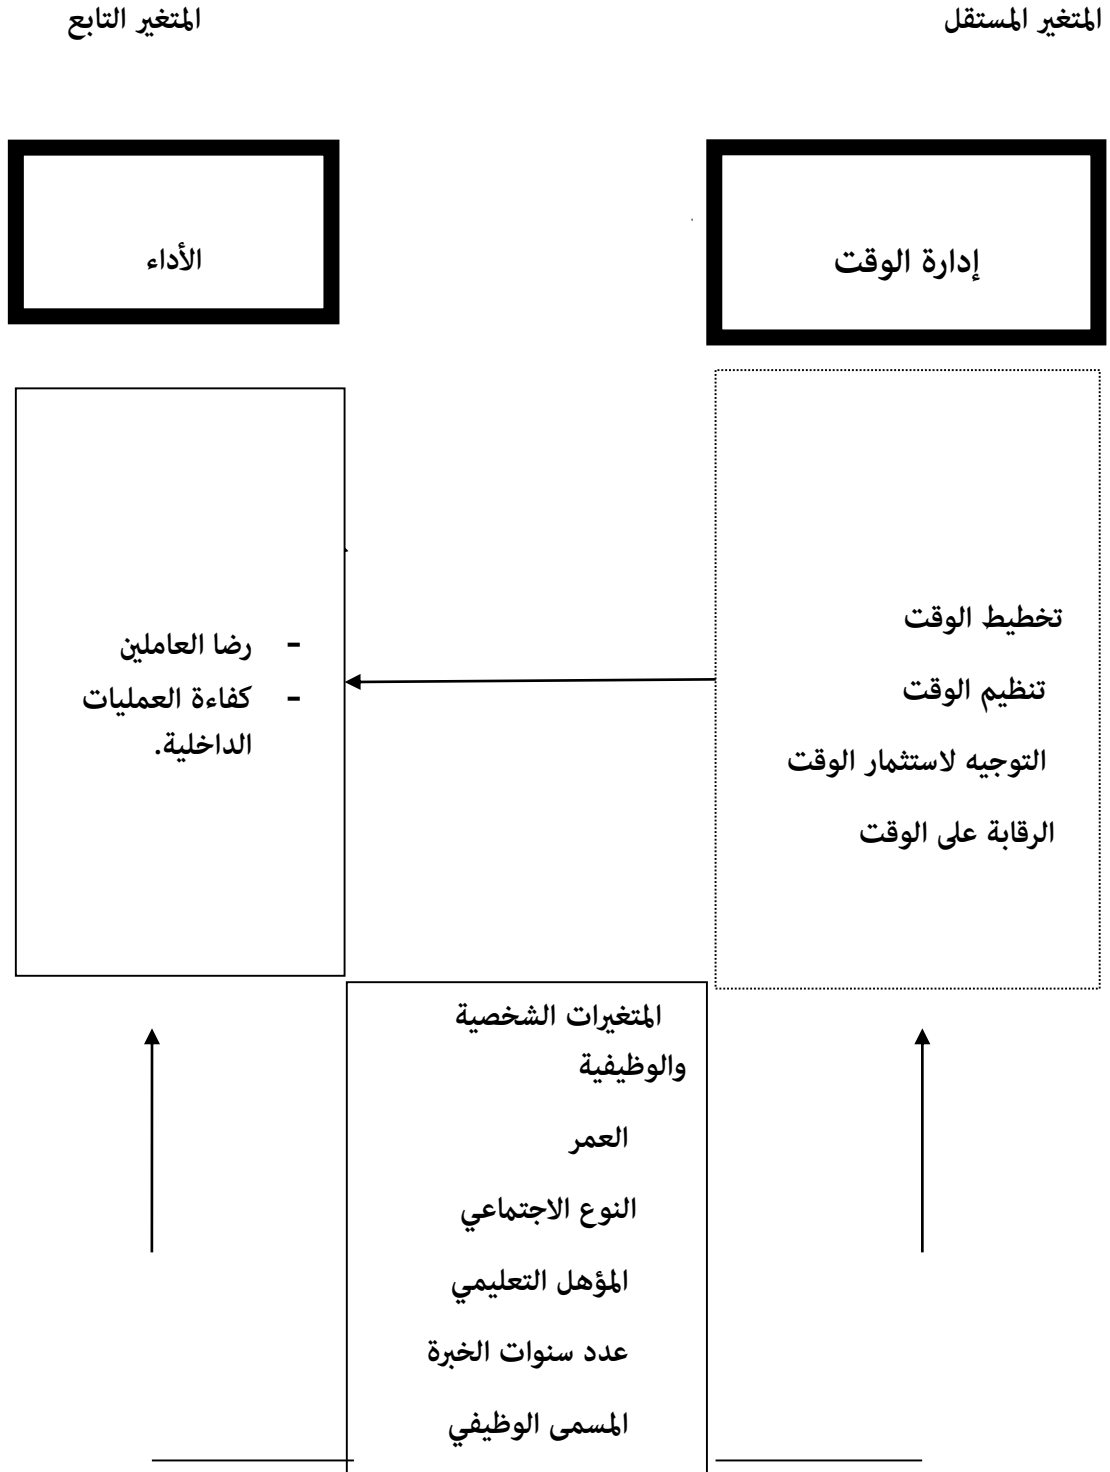 المتغير المستقل
المتغير التابع
إدارة الوقت
الأداء
تخطيط الوقت
تنظيم الوقت
التوجيه لاستثمار الوقت
الرقابة على الوقت
- رضا العاملين
- كفاءة العمليات
الداخلية.
المتغيرات الشخصية
والوظيفية
العمر
النوع الاجتماعي
المؤهل التعليمي
عدد سنوات الخبرة
المسمى الوظيفي